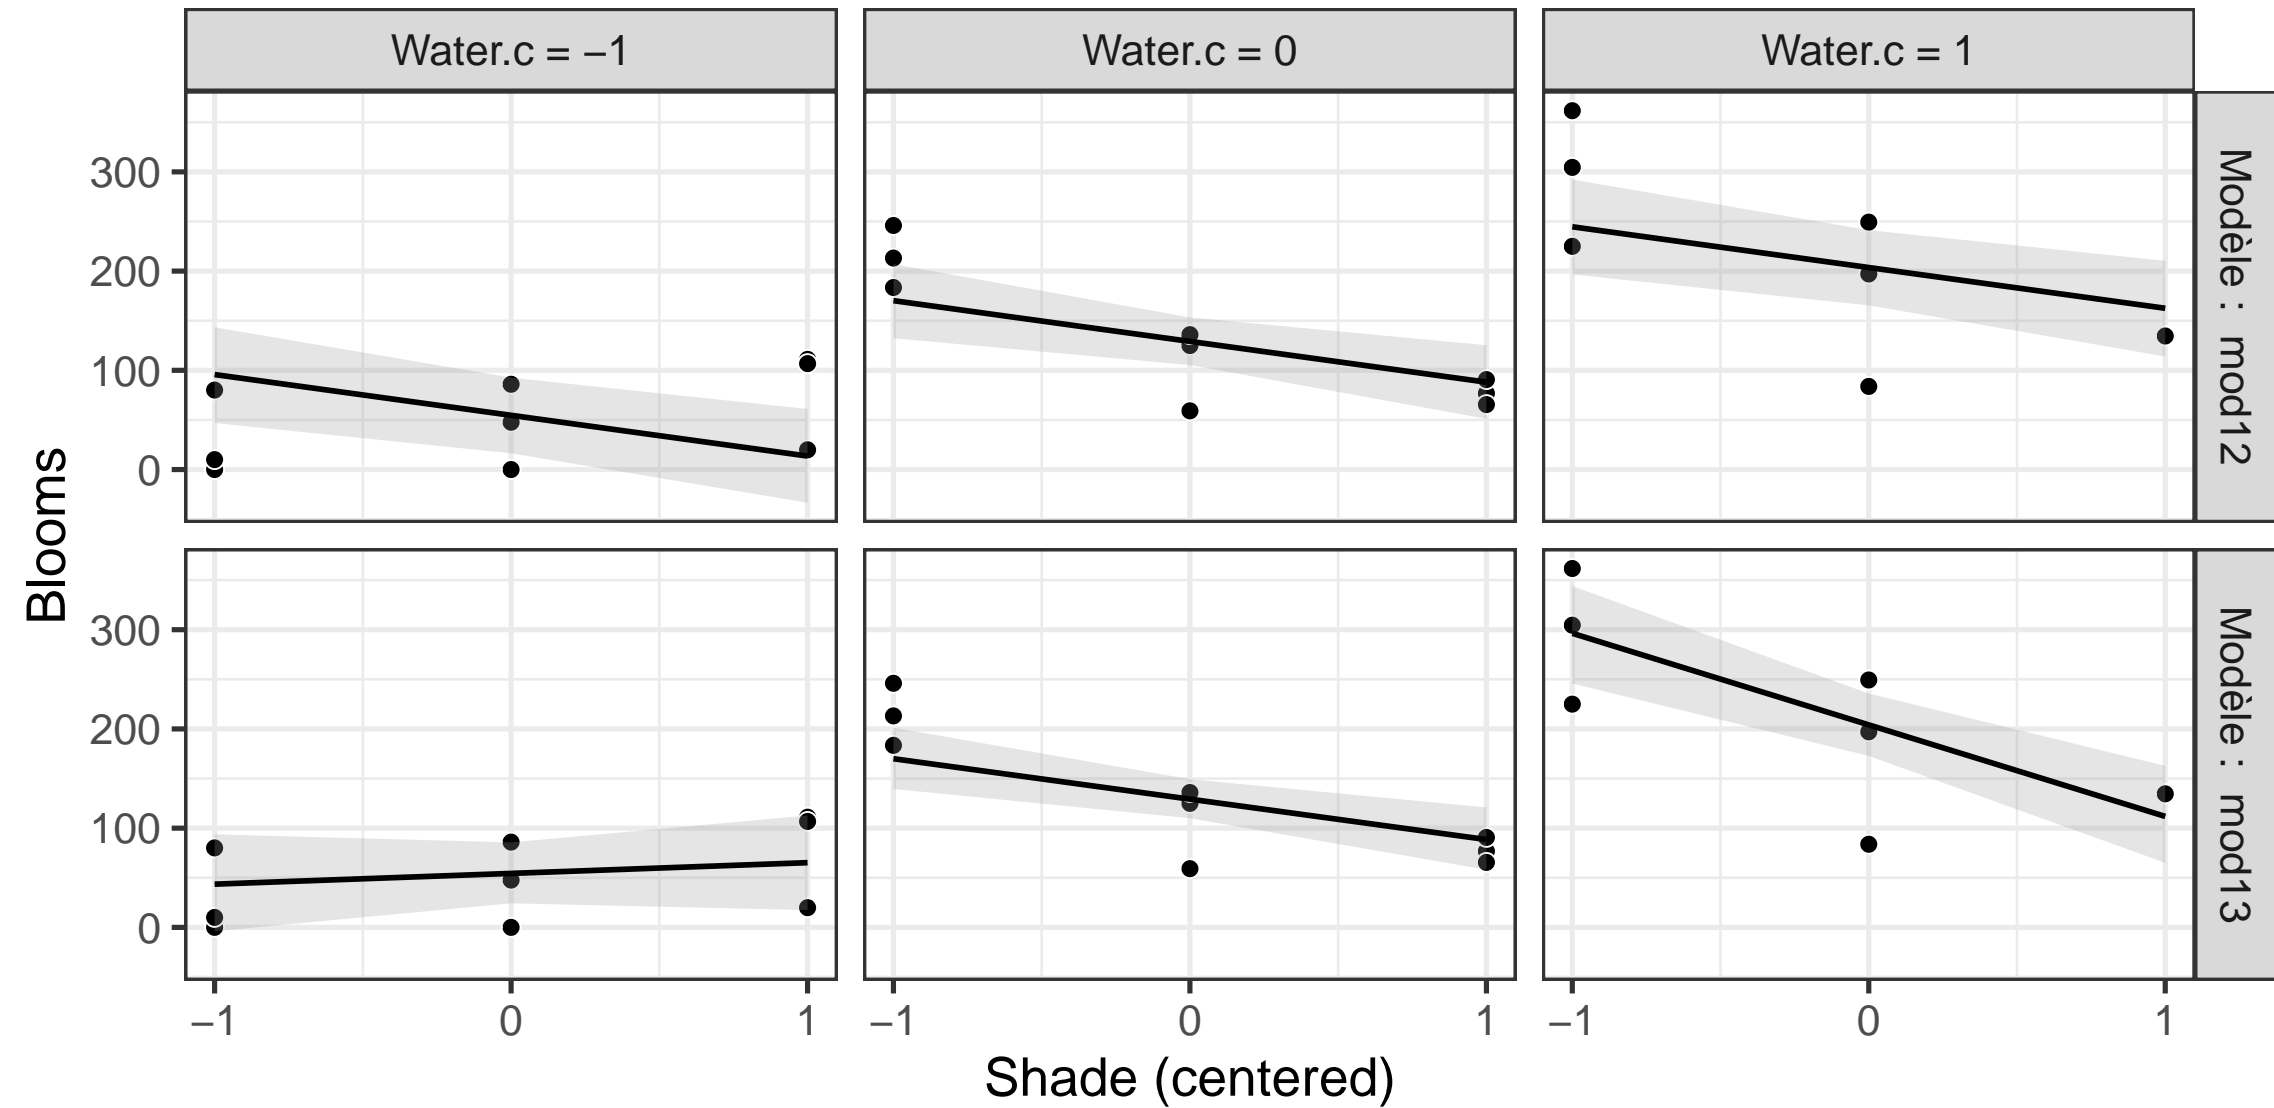 Water.c = −1
Water.c = 0
Water.c = 1
300
200
100
0
Modèle : mod12
300
200
100
0
Modèle : mod13
−1
0
1
−1
0
1
−1
0
1
Blooms
Shade (centered)